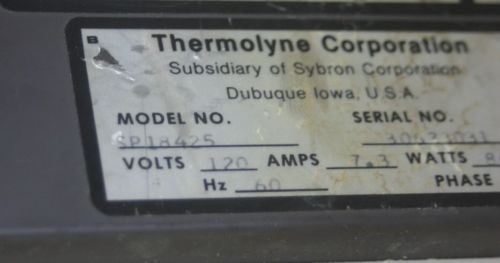 B
Thermolyne Corporation
Subsidiary of Sybron Corporation
Dubuque Iowa, U.S.A.
MODEL NO. SERIAL NO.
SP18425
VOLTS 120 AMPS 7.3 WATTS
Hz 60 PHASE